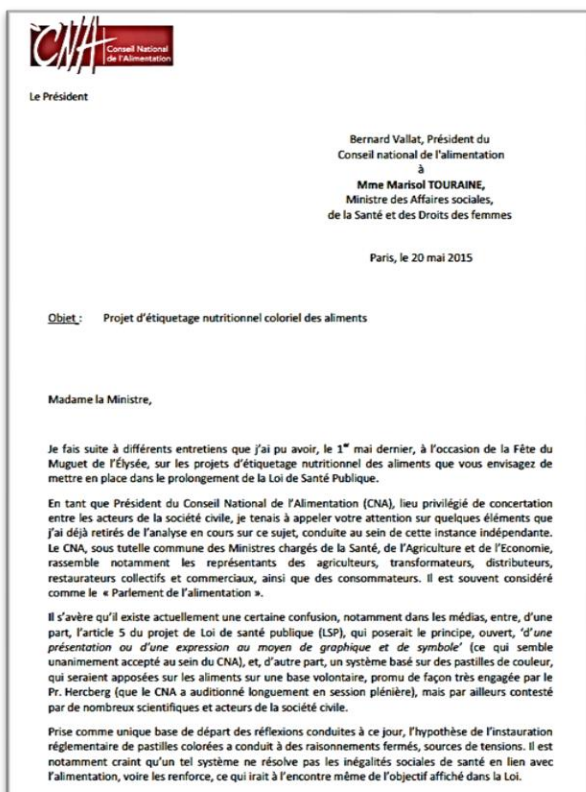 CNA
Conseil National
de l'Alimentation
Le Président
Bernard Vallat, Président du
Conseil national de l'alimentation
à
Mme Marisol TOURAINE,
Ministre des Affaires sociales,
de la Santé et des Droits des femmes
Paris, le 20 mai 2015
Objet : Projet d'étiquetage nutritionnel coloriel des aliments
Madame la Ministre,
Je fais suite à différents entretiens que j'ai pu avoir, le 1er mai dernier, à l'occasion de la Fête du
Muguet de l'Élysée, sur les projets d'étiquetage nutritionnel des aliments que vous envisagez de
mettre en place dans le prolongement de la Loi de Santé Publique.
En tant que Président du Conseil National de l'Alimentation (CNA), lieu privilégié de concertation
entre les acteurs de la société civile, je tenais à appeler votre attention sur quelques éléments que
j'ai déjà retirés de l'analyse en cours sur ce sujet, conduite au sein de cette instance indépendante.
Le CNA, sous tutelle commune des Ministres chargés de la Santé, de l'Agriculture et de l'Economie,
rassemble notamment les représentants des agriculteurs, transformateurs, distributeurs,
restaurateurs collectifs et commerciaux, ainsi que des consommateurs. Il est souvent considéré
comme le « Parlement de l'alimentation ».
Il s'avère qu'il existe actuellement une certaine confusion, notamment dans les médias, entre, d'une
part, l'article 5 du projet de Loi de santé publique (LSP), qui poserait le principe, ouvert, 'd'une
présentation ou d'une expression au moyen de graphique et de symbole' (ce qui semble
unanimement accepté au sein du CNA), et, d'autre part, un système basé sur des pastilles de couleur,
qui seraient apposées sur les aliments sur une base volontaire, promu de façon très engagée par le
Pr. Hercberg (que le CNA a auditionné longuement en session plénière), mais par ailleurs contesté
par de nombreux scientifiques et acteurs de la société civile.
Prise comme unique base de départ des réflexions conduites à ce jour, l'hypothèse de l'instauration
réglementaire de pastilles colorées a conduit à des raisonnements fermés, sources de tensions. Il est
notamment craint qu'un tel système ne résolve pas les inégalités sociales de santé en lien avec
l'alimentation, voire les renforce, ce qui irait à l'encontre même de l'objectif affiché dans la Loi.